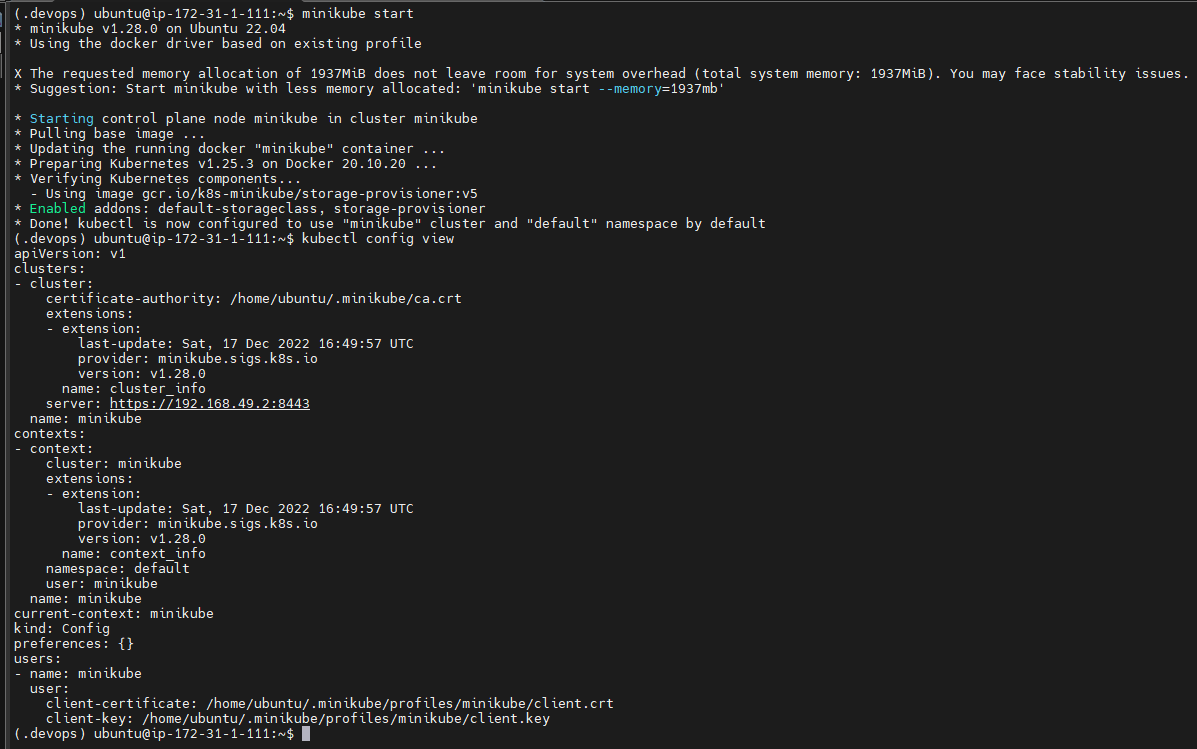 (.devops) ubuntu@ip-172-31-1-111:~$ minikube start
* minikube v1.28.0 on Ubuntu 22.04
* Using the docker driver based on existing profile

X The requested memory allocation of 1937MiB does not leave room for system overhead (total system memory: 1937MiB). You may face stability issues.
* Suggestion: Start minikube with less memory allocated: 'minikube start --memory=1937mb'

* Starting control plane node minikube in cluster minikube
* Pulling base image ...
* Updating the running docker "minikube" container ...
* Preparing Kubernetes v1.25.3 on Docker 20.10.20 ...
* Verifying Kubernetes components...
  - Using image gcr.io/k8s-minikube/storage-provisioner:v5
* Enabled addons: default-storageclass, storage-provisioner
* Done! kubectl is now configured to use "minikube" cluster and "default" namespace by default
(.devops) ubuntu@ip-172-31-1-111:~$ kubectl config view
apiVersion: v1
clusters:
- cluster:
    certificate-authority: /home/ubuntu/.minikube/ca.crt
    extensions:
    - extension:
        last-update: Sat, 17 Dec 2022 16:49:57 UTC
        provider: minikube.sigs.k8s.io
        version: v1.28.0
      name: cluster_info
    server: https://192.168.49.2:8443
  name: minikube
contexts:
- context:
    cluster: minikube
    extensions:
    - extension:
        last-update: Sat, 17 Dec 2022 16:49:57 UTC
        provider: minikube.sigs.k8s.io
        version: v1.28.0
      name: context_info
    namespace: default
    user: minikube
  name: minikube
current-context: minikube
kind: Config
preferences: {}
users:
- name: minikube
  user:
    client-certificate: /home/ubuntu/.minikube/profiles/minikube/client.crt
    client-key: /home/ubuntu/.minikube/profiles/minikube/client.key
(.devops) ubuntu@ip-172-31-1-111:~$